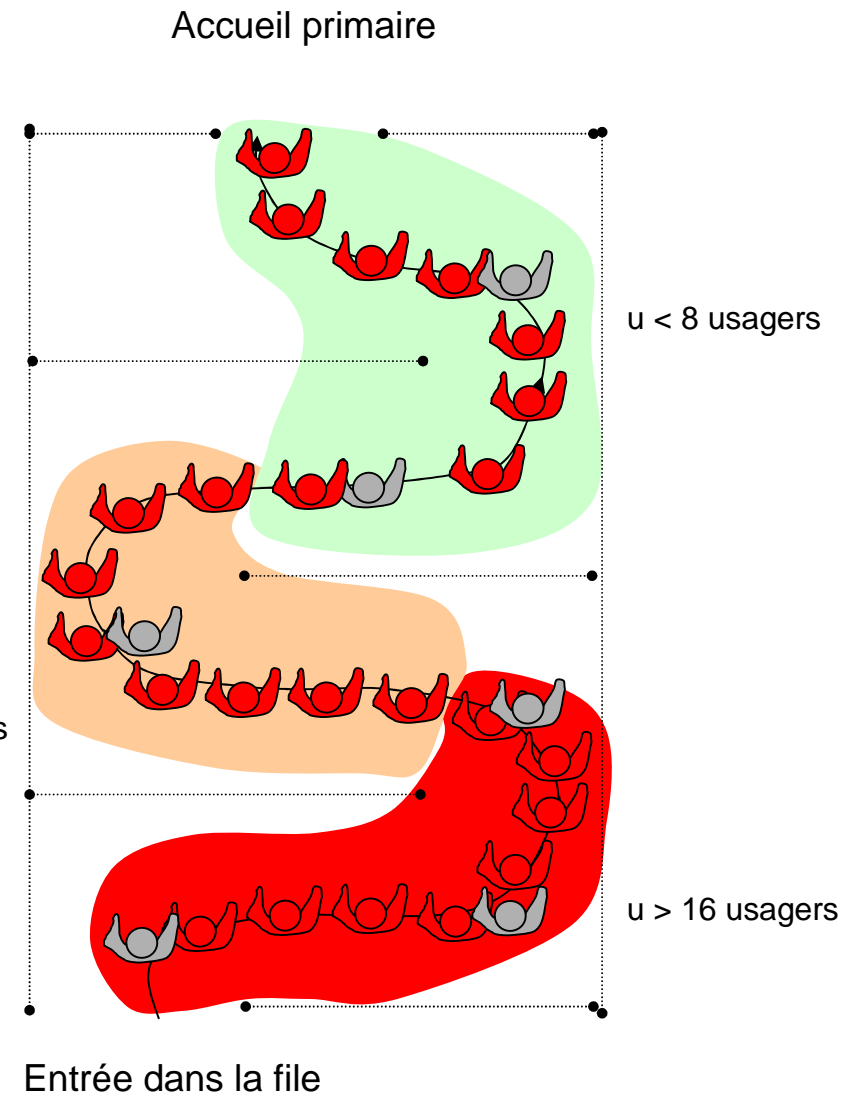 Accueil primaire
u < 8 usagers
s
u > 16 usagers
Entrée dans la file